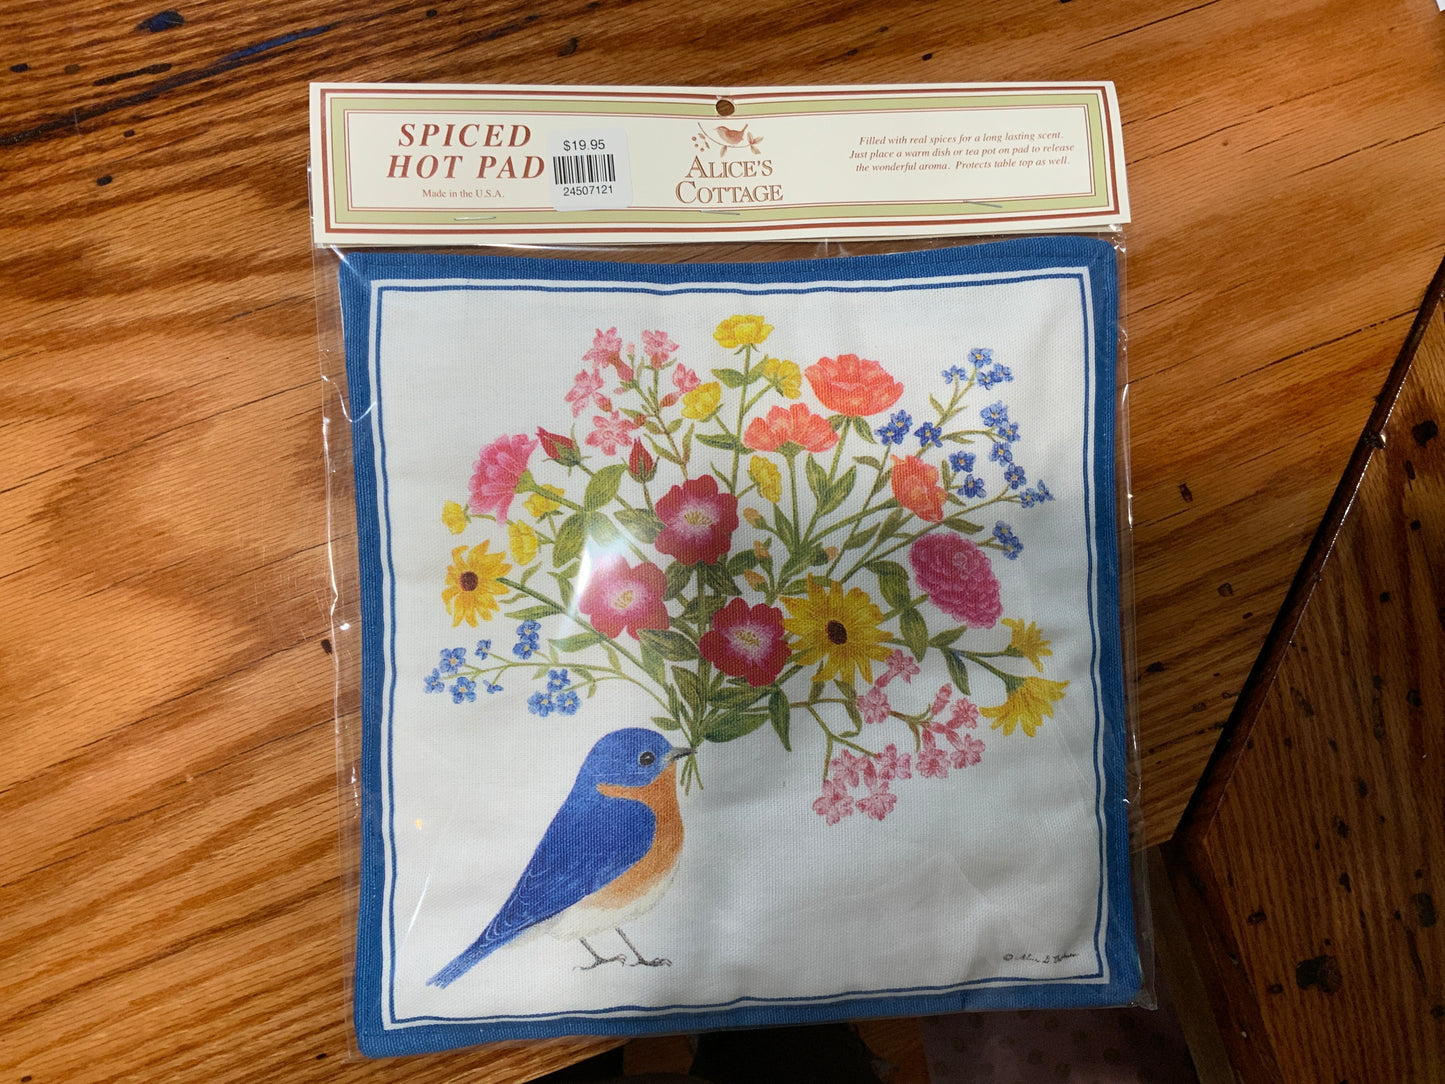 SPICED
HOT PAD
Made in the U.S.A.
$19.95
24507121
ALICE'S
COTTAGE
Filled with real spices for a long lasting scent.
Just place a warm dish or tea pot on pad to release
the wonderful aroma. Protects table top as well.
©